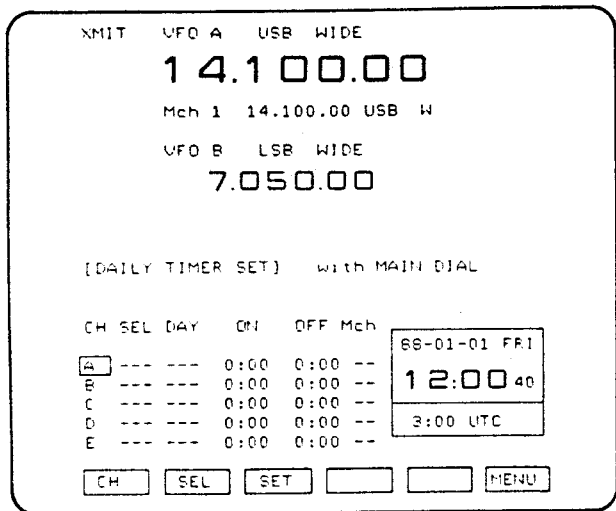 XMIT VFO A USB WIDE
14.100.00
Mch 1 14.100.00 USB W
VFO B LSB WIDE
7.050.00
[DAILY TIMER SET] with MAIN DIAL
CH SEL DAY ON OFF Mch
A --- --- 0:00 0:00 --
B --- --- 0:00 0:00 --
C --- --- 0:00 0:00 --
D --- --- 0:00 0:00 --
E --- --- 0:00 0:00 --
88-01-01 FRI
12:00 40
3:00 UTC
CH SEL SET MENU